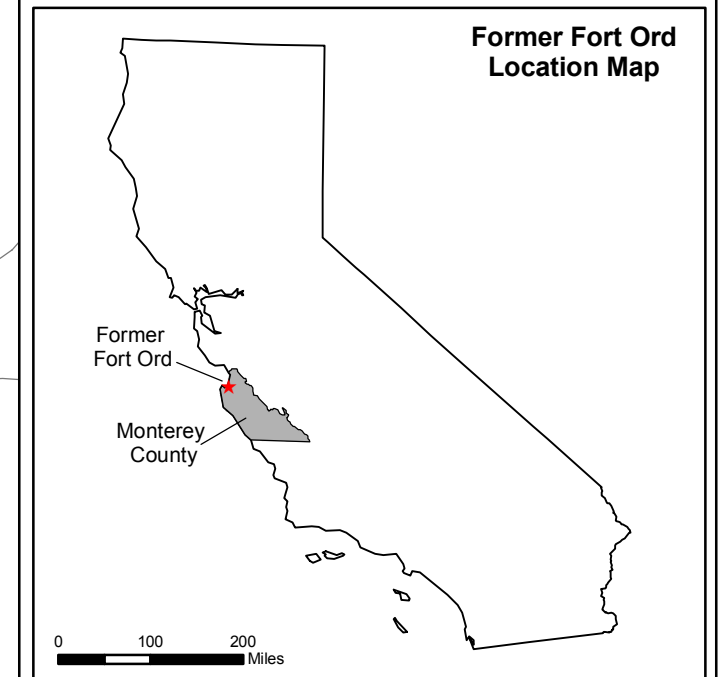 Former Fort Ord
Location Map
Former
Fort Ord
Monterey
County
0 100 200
Miles